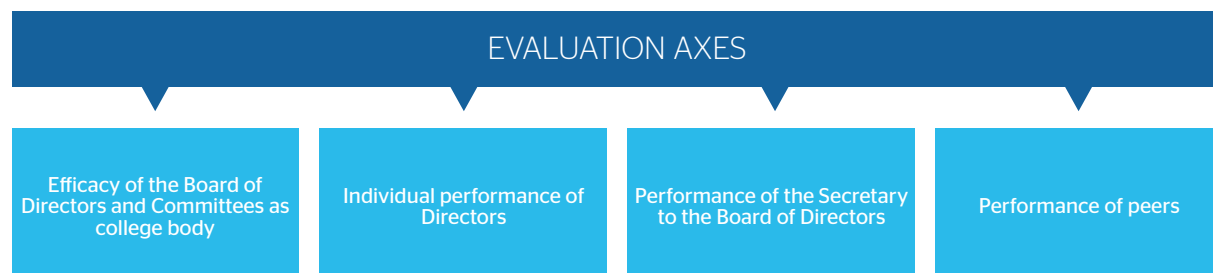 EVALUATION AXES
Efficacy of the Board of
Directors and Committees as
college body
Individual performance of
Directors
Performance of the Secretary
to the Board of Directors
Performance of peers